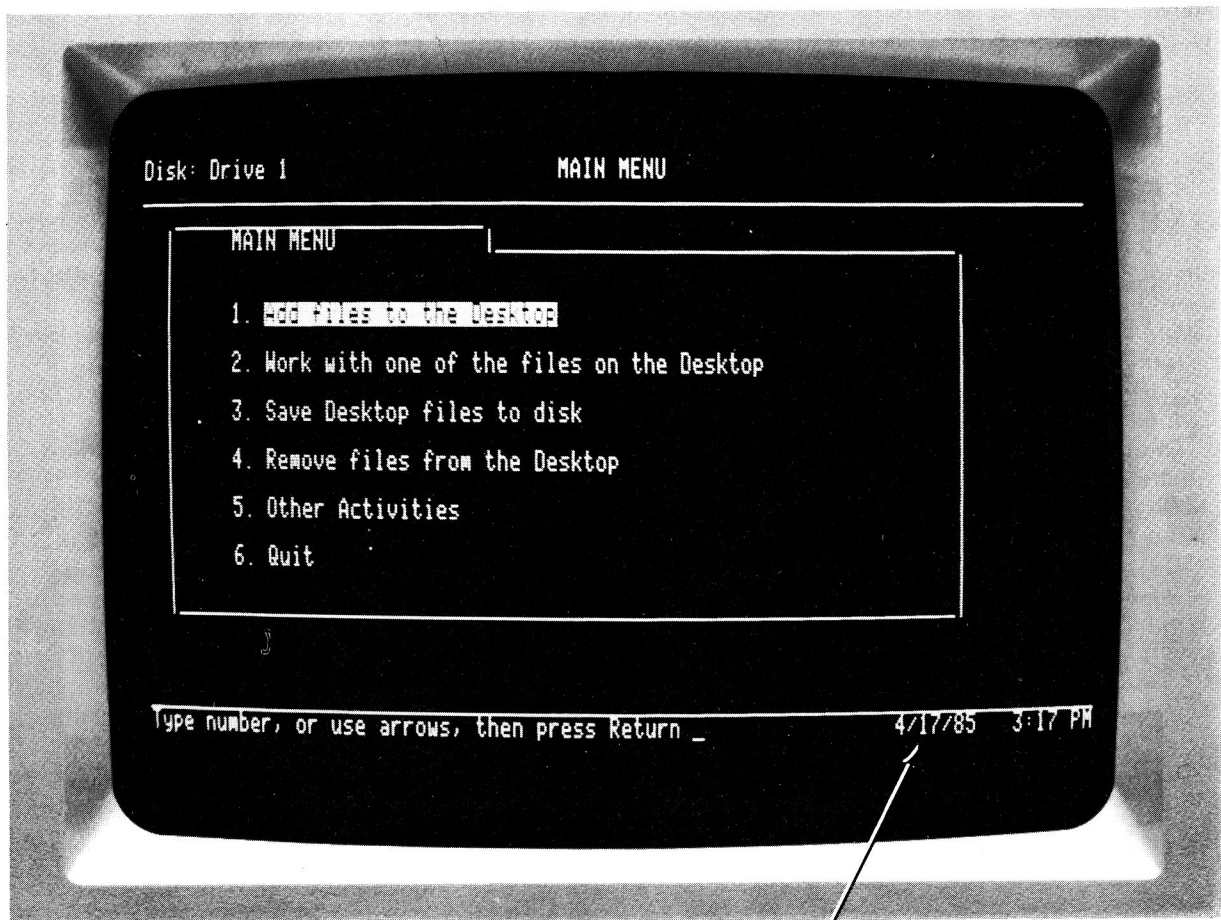 Disk: Drive 1 MAIN MENU
MAIN MENU
1. Add files to the Desktop
2. Work with one of the files on the Desktop
3. Save Desktop files to disk
4. Remove files from the Desktop
5. Other Activities
6. Quit
Type number, or use arrows, then press Return _ 4/17/85 3:17 PM